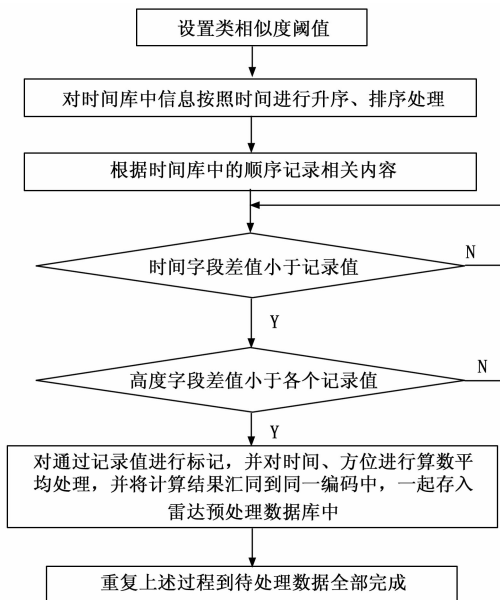 设置类相似度阈值
对时间库中信息按照时间进行升序、排序处理
根据时间库中的顺序记录相关内容
时间字段差值小于记录值
N
Y
高度字段差值小于各个记录值
N
Y
对通过记录值进行标记，并对时间、方位进行算数平
均处理，并将计算结果汇同到同一编码中，一起存入
雷达预处理数据库中
重复上述过程到待处理数据全部完成